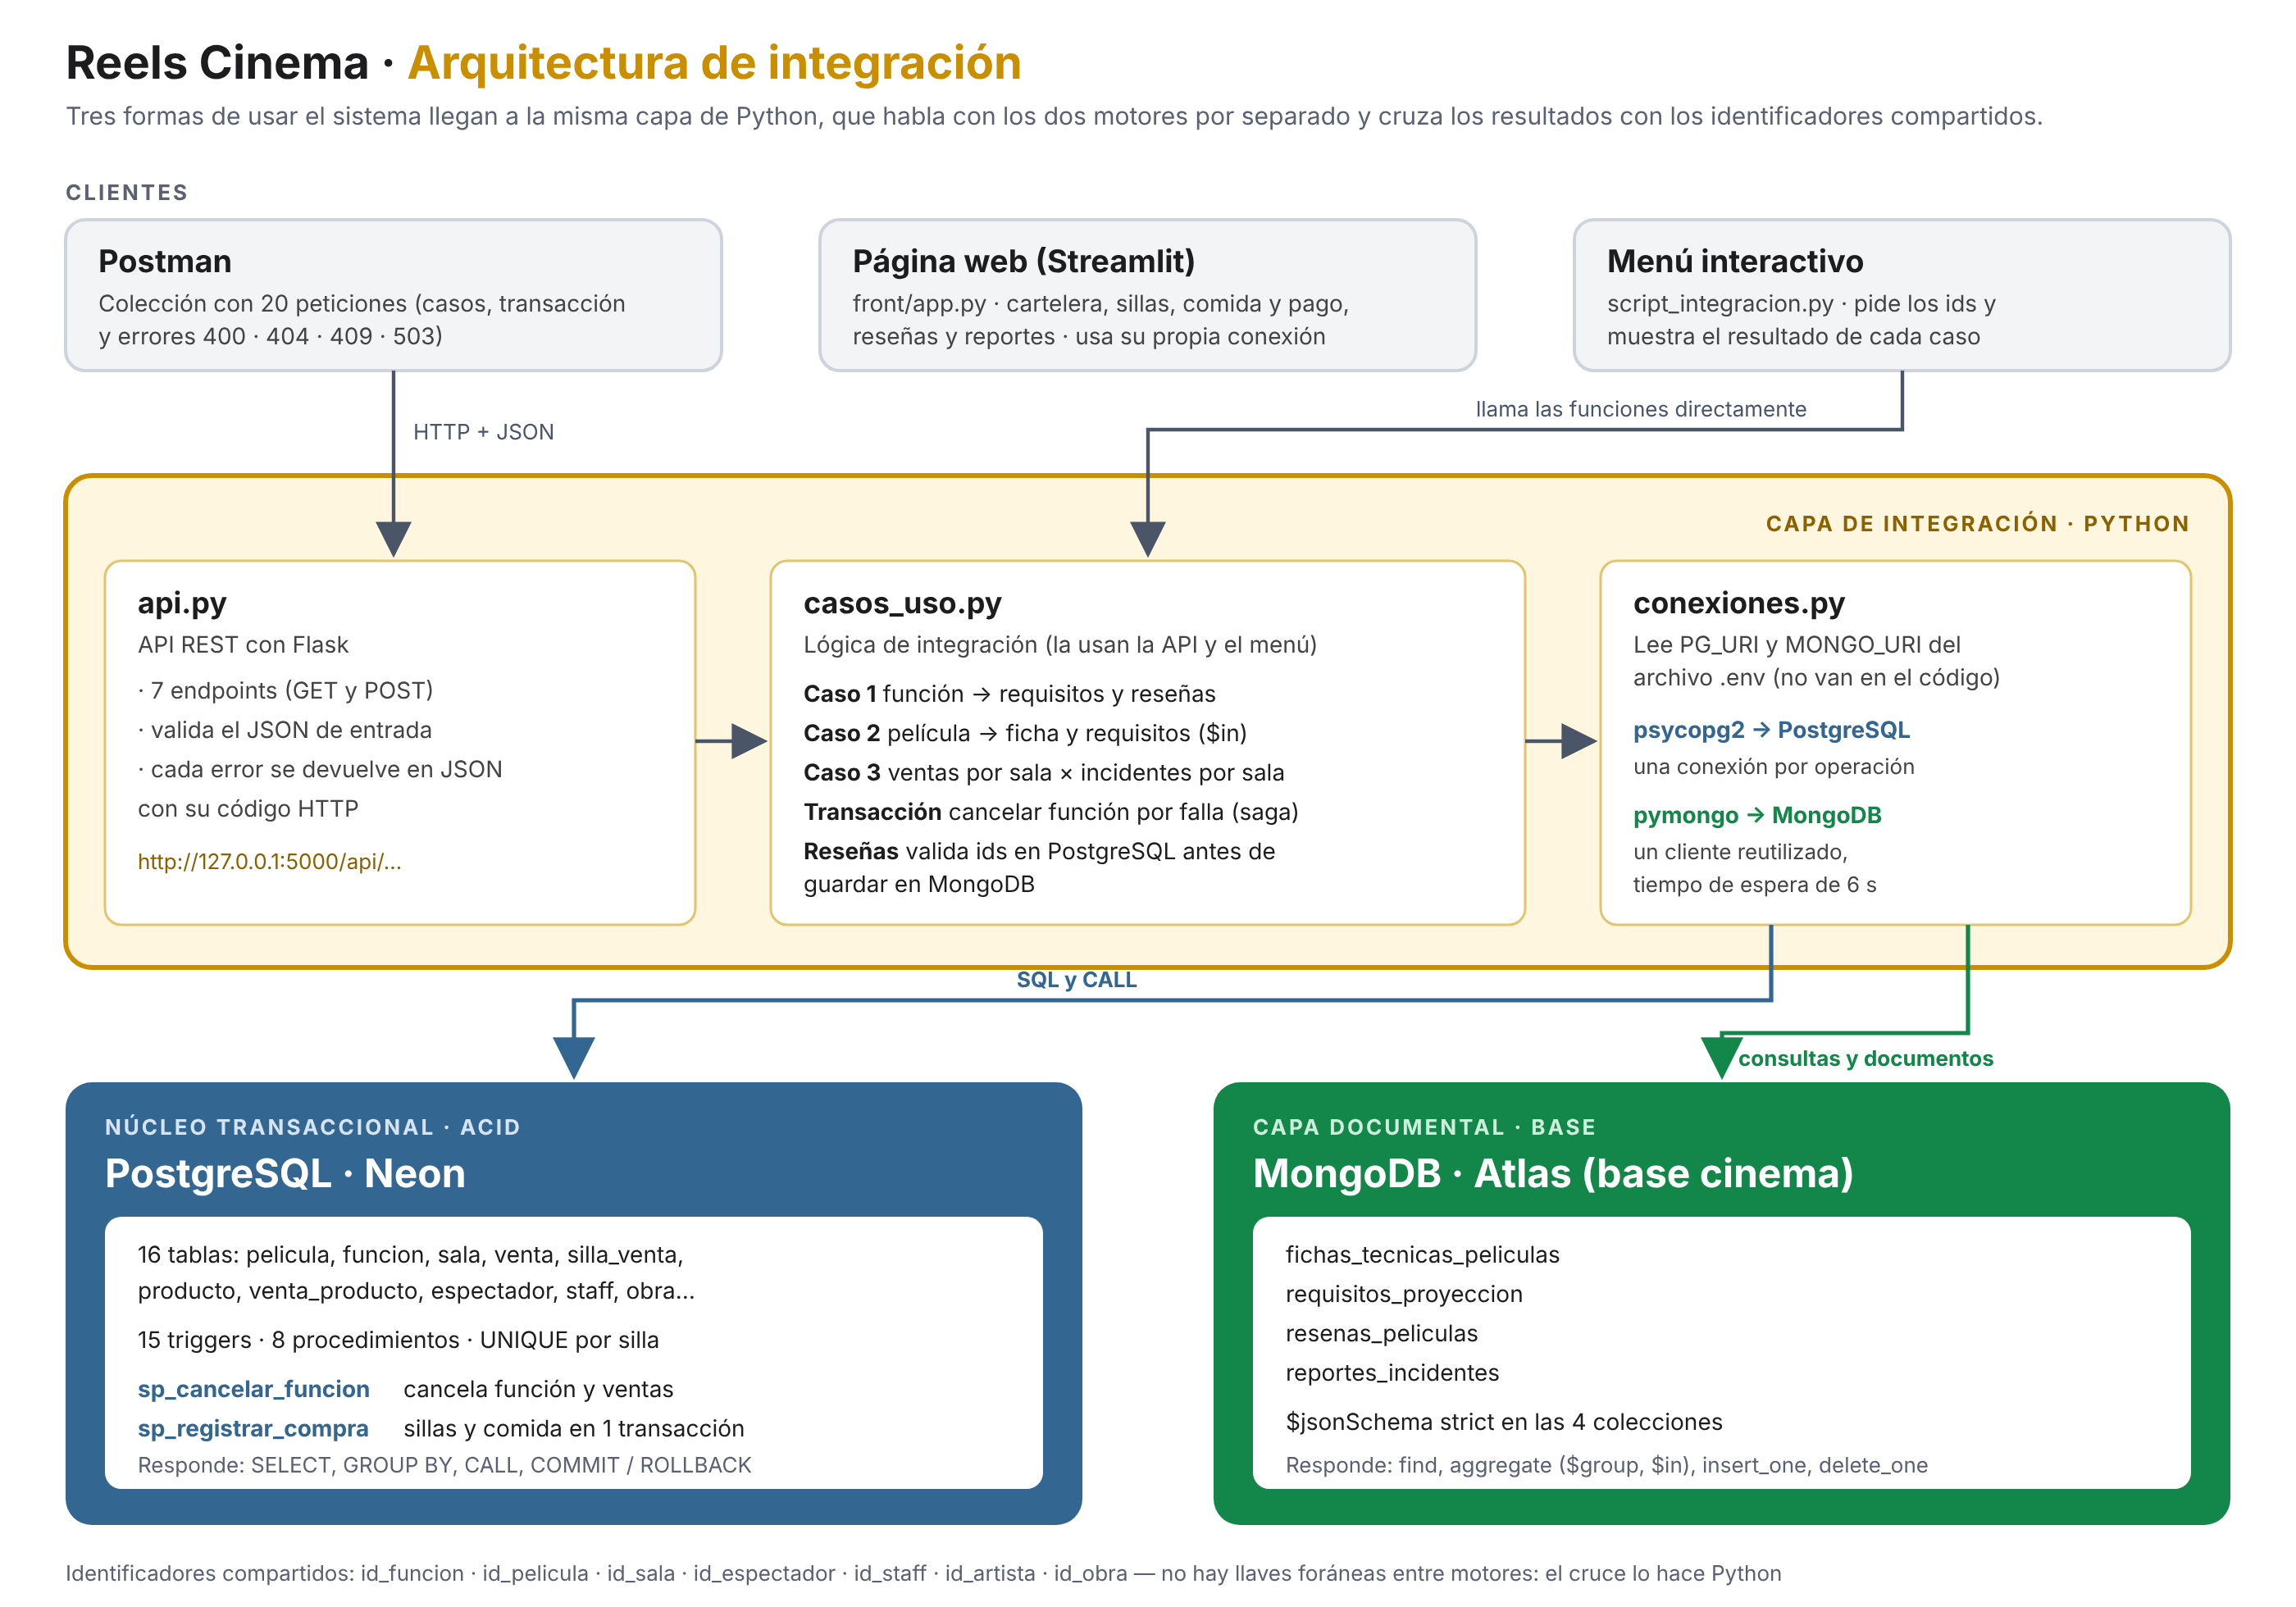 Reels Cinema · Arquitectura de integración
Tres formas de usar el sistema llegan a la misma capa de Python, que habla con los dos motores por separado y cruza los resultados con los identificadores compartidos.
CLIENTES
Postman
Colección con 20 peticiones (casos, transacción
y errores 400 · 404 · 409 · 503)
Página web (Streamlit)
front/app.py · cartelera, sillas, comida y pago,
reseñas y reportes · usa su propia conexión
Menú interactivo
script_integracion.py · pide los ids y
muestra el resultado de cada caso
HTTP + JSON
llama las funciones directamente
CAPA DE INTEGRACIÓN · PYTHON
api.py
API REST con Flask
· 7 endpoints (GET y POST)
· valida el JSON de entrada
· cada error se devuelve en JSON
con su código HTTP
http://127.0.0.1:5000/api/...
casos_uso.py
Lógica de integración (la usan la API y el menú)
Caso 1 función → requisitos y reseñas
Caso 2 película → ficha y requisitos ($in)
Caso 3 ventas por sala × incidentes por sala
Transacción cancelar función por falla (saga)
Reseñas valida ids en PostgreSQL antes de
guardar en MongoDB
conexiones.py
Lee PG_URI y MONGO_URI del
archivo .env (no van en el código)
psycopg2 → PostgreSQL
una conexión por operación
pymongo → MongoDB
un cliente reutilizado,
tiempo de espera de 6 s
SQL y CALL
consultas y documentos
NÚCLEO TRANSACCIONAL · ACID
PostgreSQL · Neon
16 tablas: pelicula, funcion, sala, venta, silla_venta,
producto, venta_producto, espectador, staff, obra...
15 triggers · 8 procedimientos · UNIQUE por silla
sp_cancelar_funcion cancela función y ventas
sp_registrar_compra sillas y comida en 1 transacción
Responde: SELECT, GROUP BY, CALL, COMMIT / ROLLBACK
CAPA DOCUMENTAL · BASE
MongoDB · Atlas (base cinema)
fichas_tecnicas_peliculas
requisitos_proyeccion
resenas_peliculas
reportes_incidentes
$jsonSchema strict en las 4 colecciones
Responde: find, aggregate ($group, $in), insert_one, delete_one
Identificadores compartidos: id_funcion · id_pelicula · id_sala · id_espectador · id_staff · id_artista · id_obra — no hay llaves foráneas entre motores: el cruce lo hace Python